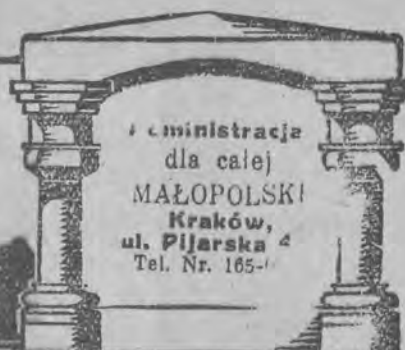 dla całej
MAŁOPOLSKI
Kraków,
ul. Pijarska
Tel. Nr.